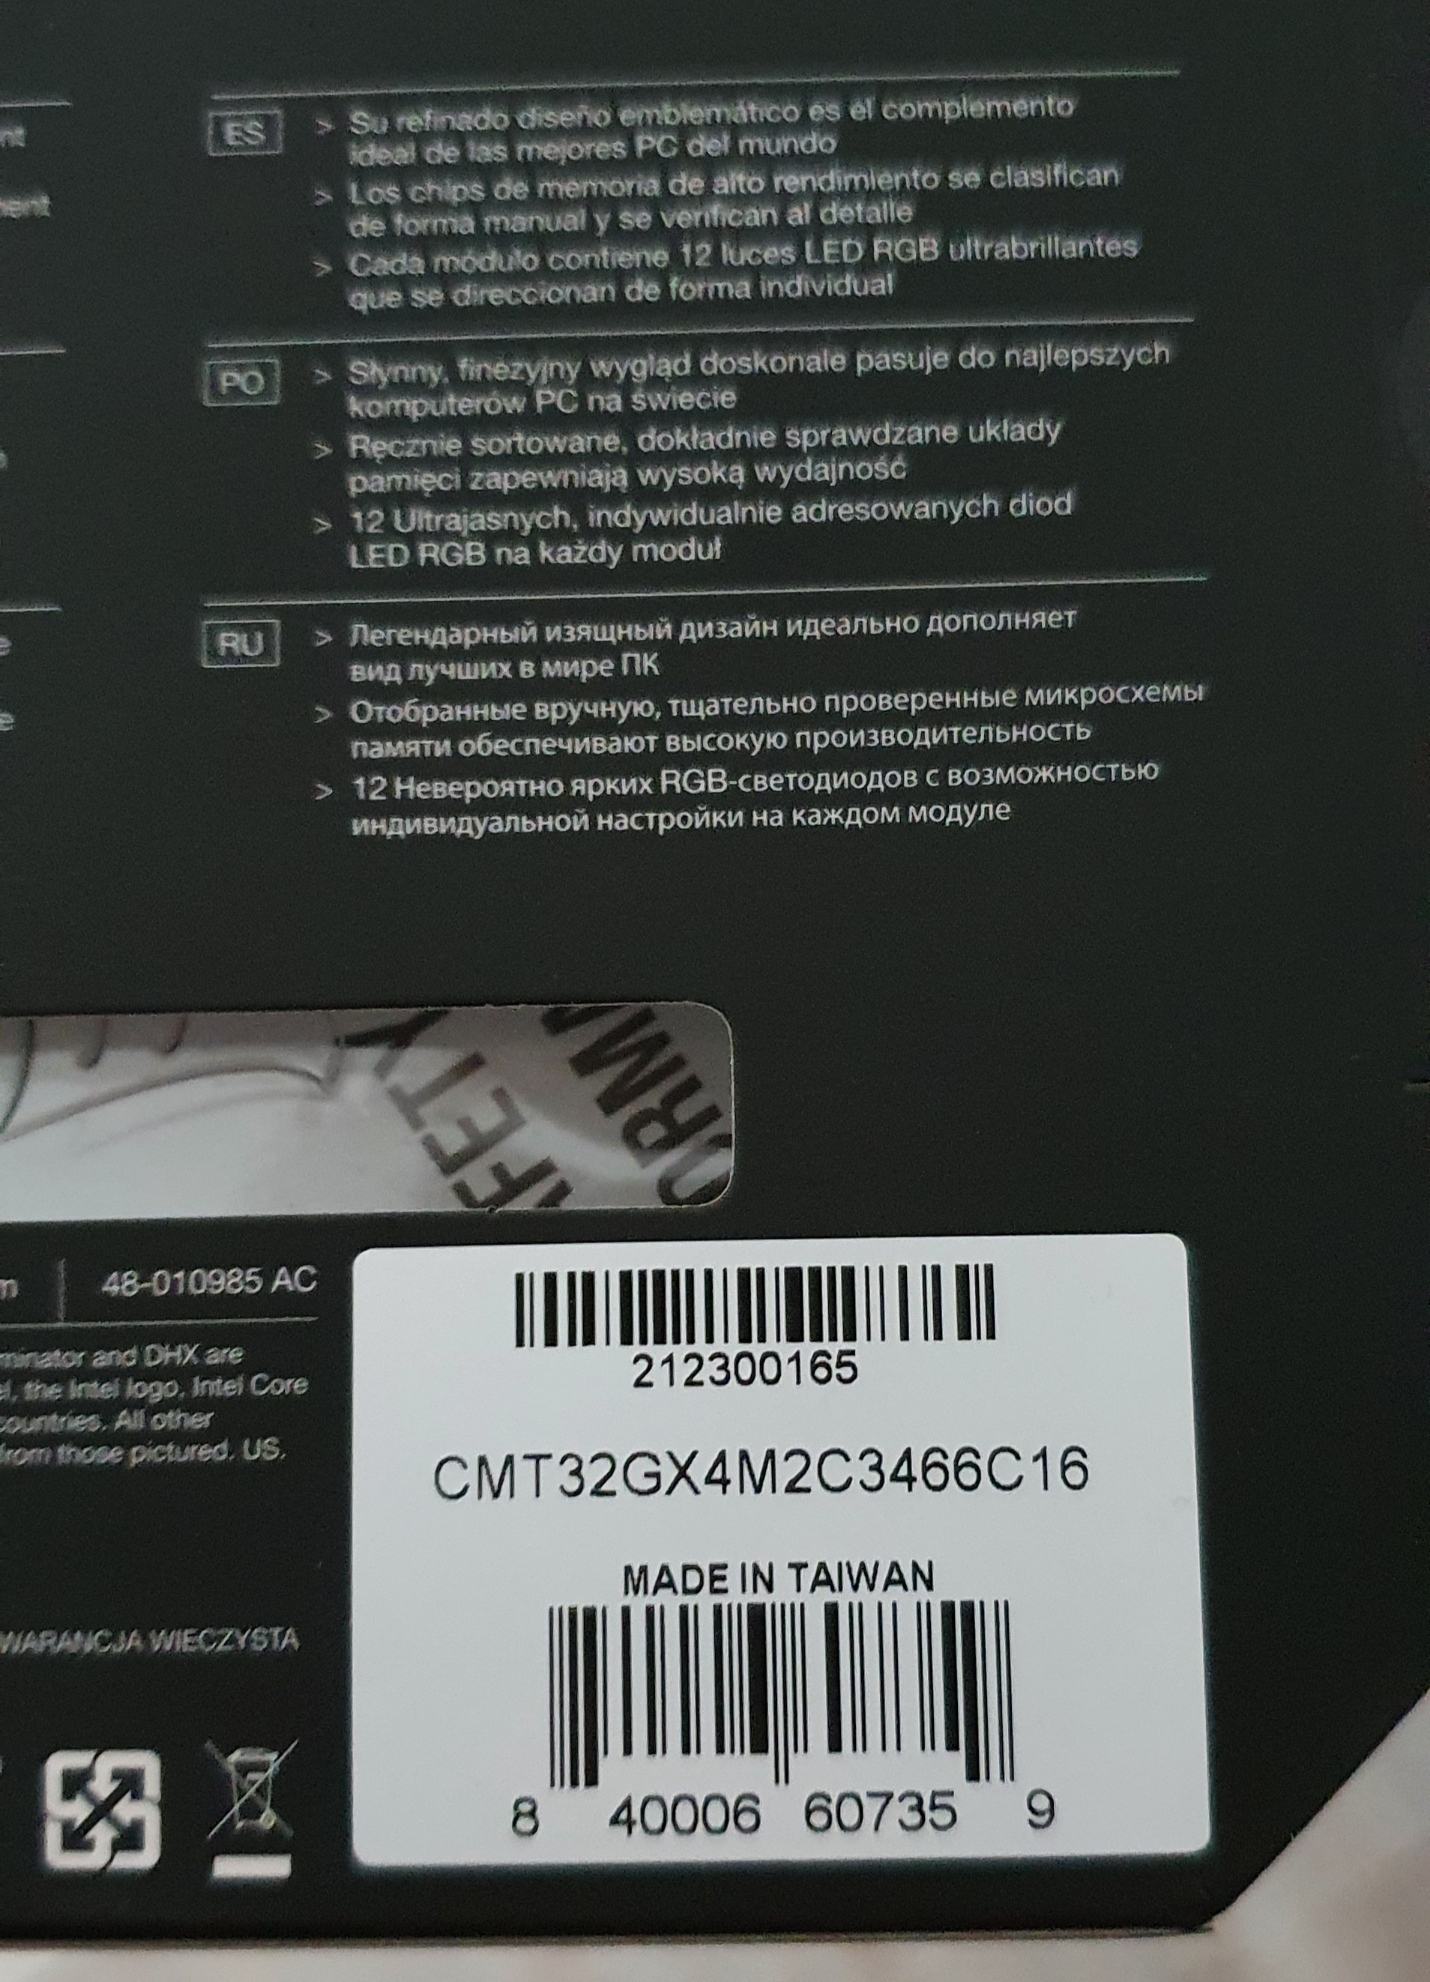 ES
> Su refinado diseño emblemático es el complemento
ideal de las mejores PC del mundo
> Los chips de memoria de alto rendimiento se clasifican
de forma manual y se verifican al detalle
> Cada módulo contiene 12 luces LED RGB ultrabrillantes
que se direccionan de forma individual
PO
> Słynny, finezyjny wygląd doskonale pasuje do najlepszych
komputerów PC na świecie
> Ręcznie sortowane, dokładnie sprawdzane układy
pamięci zapewniają wysoką wydajność
> 12 Ultrajasnych, indywidualnie adresowanych diod
LED RGB na każdy moduł
RU
> Легендарный изящный дизайн идеально дополняет
вид лучших в мире ПК
> Отобранные вручную, тщательно проверенные микросхемы
памяти обеспечивают высокую производительность
> 12 Невероятно ярких RGB-светодиодов с возможностью
индивидуальной настройки на каждом модуле
48-010985 AC
and DHX are
the Intel logo, Intel Core
countries. All other
from those pictured. US.
WARANCJA WIECZYSTA
212300165
CMT32GX4M2C3466C16
MADE IN TAIWAN
8 40006 60735 9